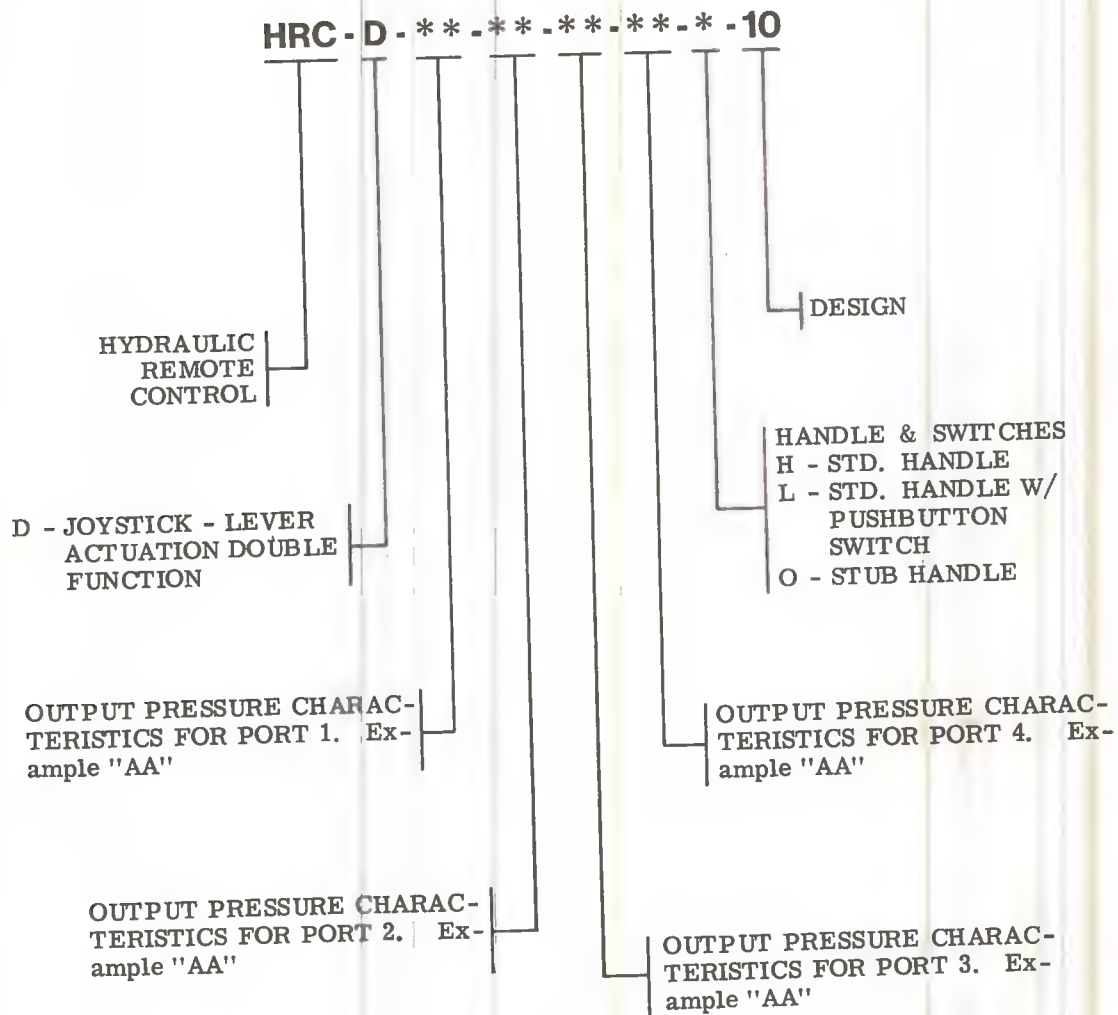 HRC-D-**-**-**-**-*-10
DESIGN
HYDRAULIC
REMOTE
CONTROL
HANDLE & SWITCHES
H - STD. HANDLE
L - STD. HANDLE W/
PUSHBUTTON
SWITCH
O - STUB HANDLE
D - JOYSTICK - LEVER
ACTUATION DOUBLE
FUNCTION
OUTPUT PRESSURE CHARAC-
TERISTICS FOR PORT 1. Ex-
ample "AA"
OUTPUT PRESSURE CHARAC-
TERISTICS FOR PORT 4. Ex-
ample "AA"
OUTPUT PRESSURE CHARAC-
TERISTICS FOR PORT 2. Ex-
ample "AA"
OUTPUT PRESSURE CHARAC-
TERISTICS FOR PORT 3. Ex-
ample "AA"